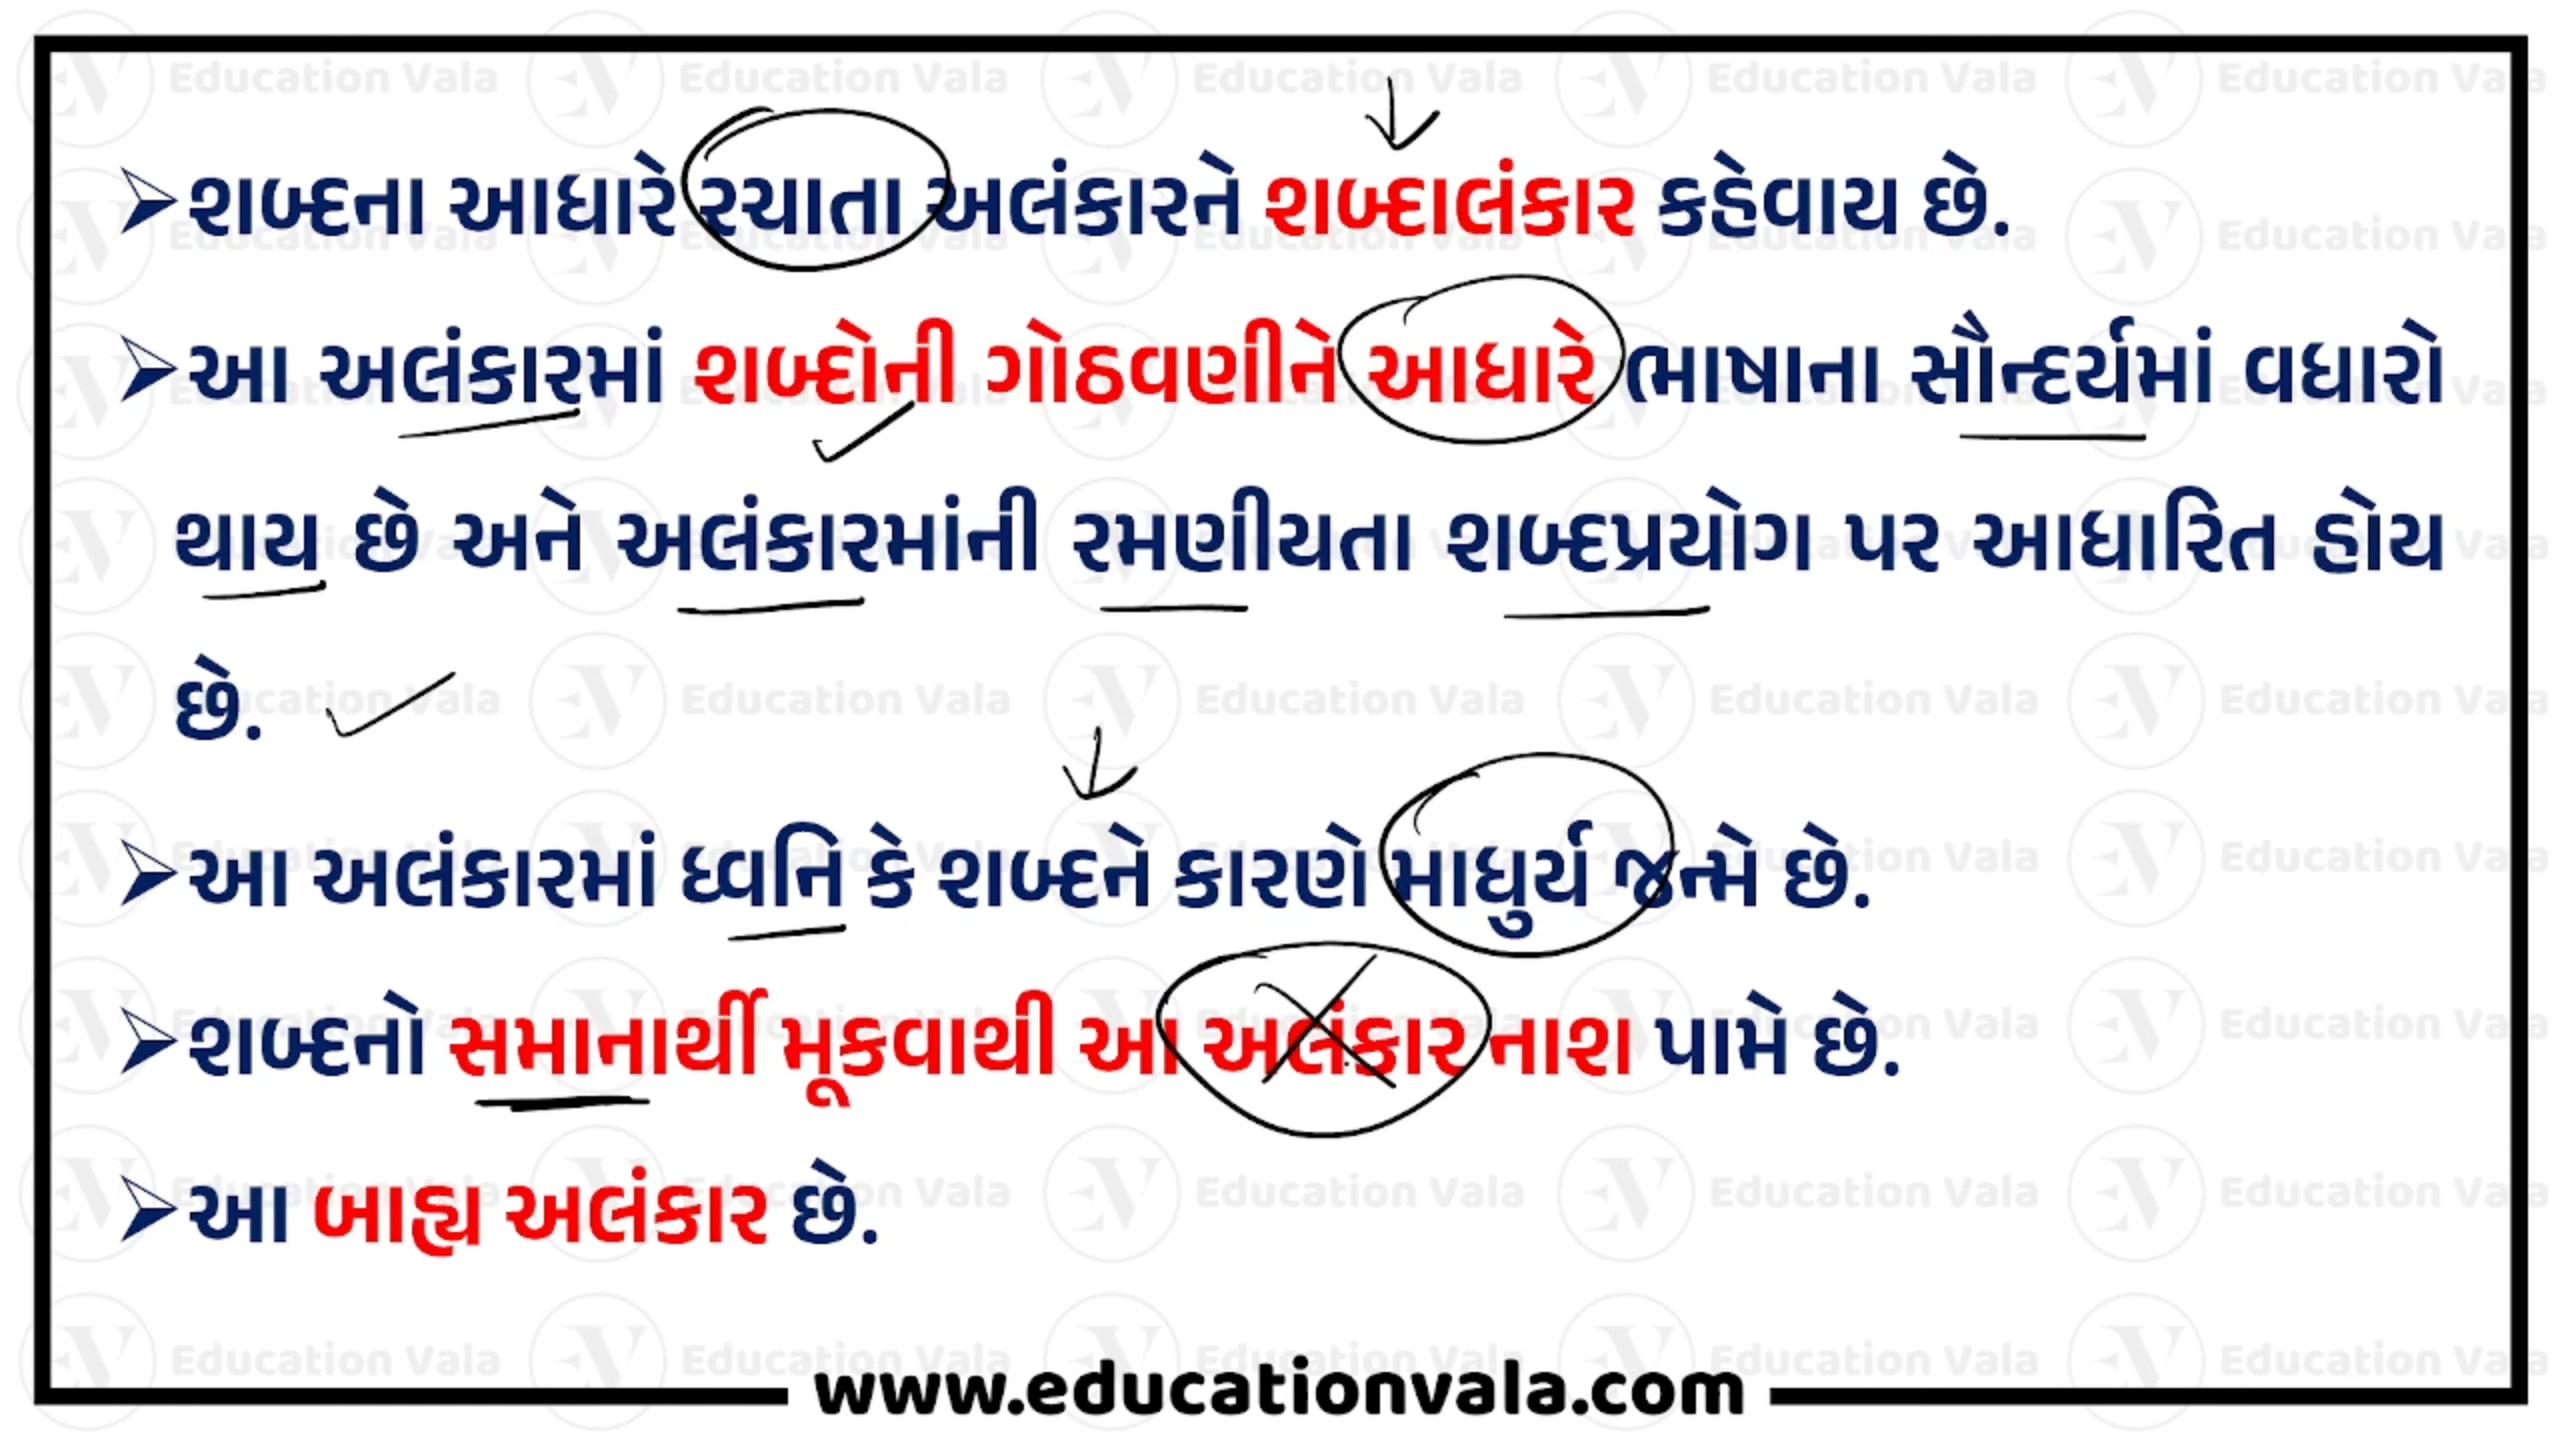 ➢શબ્દના આધારે રચાતા અલંકારને શબ્દાલંકાર કહેવાય છે.
➢આ અલંકારમાં શબ્દોની ગોઠવણીને આધારે ભાષાના સૌન્દર્યમાં વધારો
થાય છે અને અલંકારમાંની રમણીયતા શબ્દપ્રયોગ પર આધારિત હોય
છે.
➢આ અલંકારમાં ધ્વનિ કે શબ્દને કારણે માધુર્ય જન્મે છે.
➢શબ્દનો સમાનાર્થી મૂકવાથી આ અલંકાર નાશ પામે છે.
➢આ બાહ્ય અલંકાર છે.
www.educationvala.com